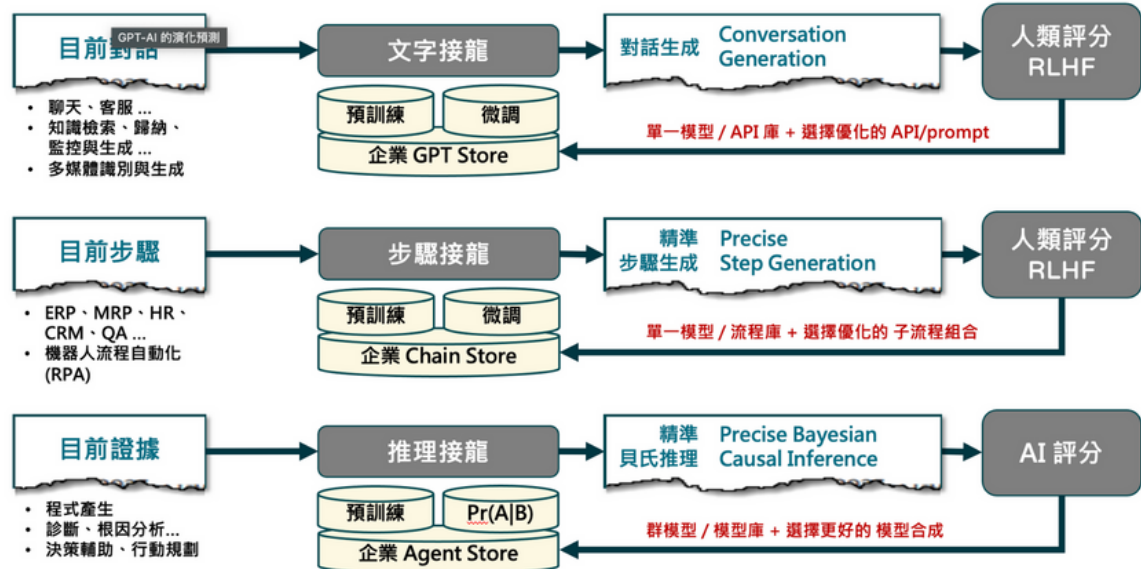 目前對話
GPT-AI 的演化預測
文字接龍
對話生成 Conversation
Generation
人類評分
RLHF
• 聊天、客服 ...
• 知識檢索、歸納、
監控與生成 ...
• 多媒體識別與生成
預訓練
微調
企業 GPT Store
單一模型 / API 庫 + 選擇優化的 API/prompt
目前步驟
步驟接龍
精準 Precise
步驟生成 Step Generation
人類評分
RLHF
• ERP、MRP、HR、
CRM、QA ...
• 機器人流程自動化
(RPA)
預訓練
微調
企業 Chain Store
單一模型 / 流程庫 + 選擇優化的 子流程組合
目前證據
推理接龍
精準 Precise Bayesian
貝氏推理 Causal Inference
AI 評分
• 程式產生
• 診斷、根因分析...
• 決策輔助、行動規劃
預訓練
Pr(A|B)
企業 Agent Store
群模型 / 模型庫 + 選擇更好的 模型合成